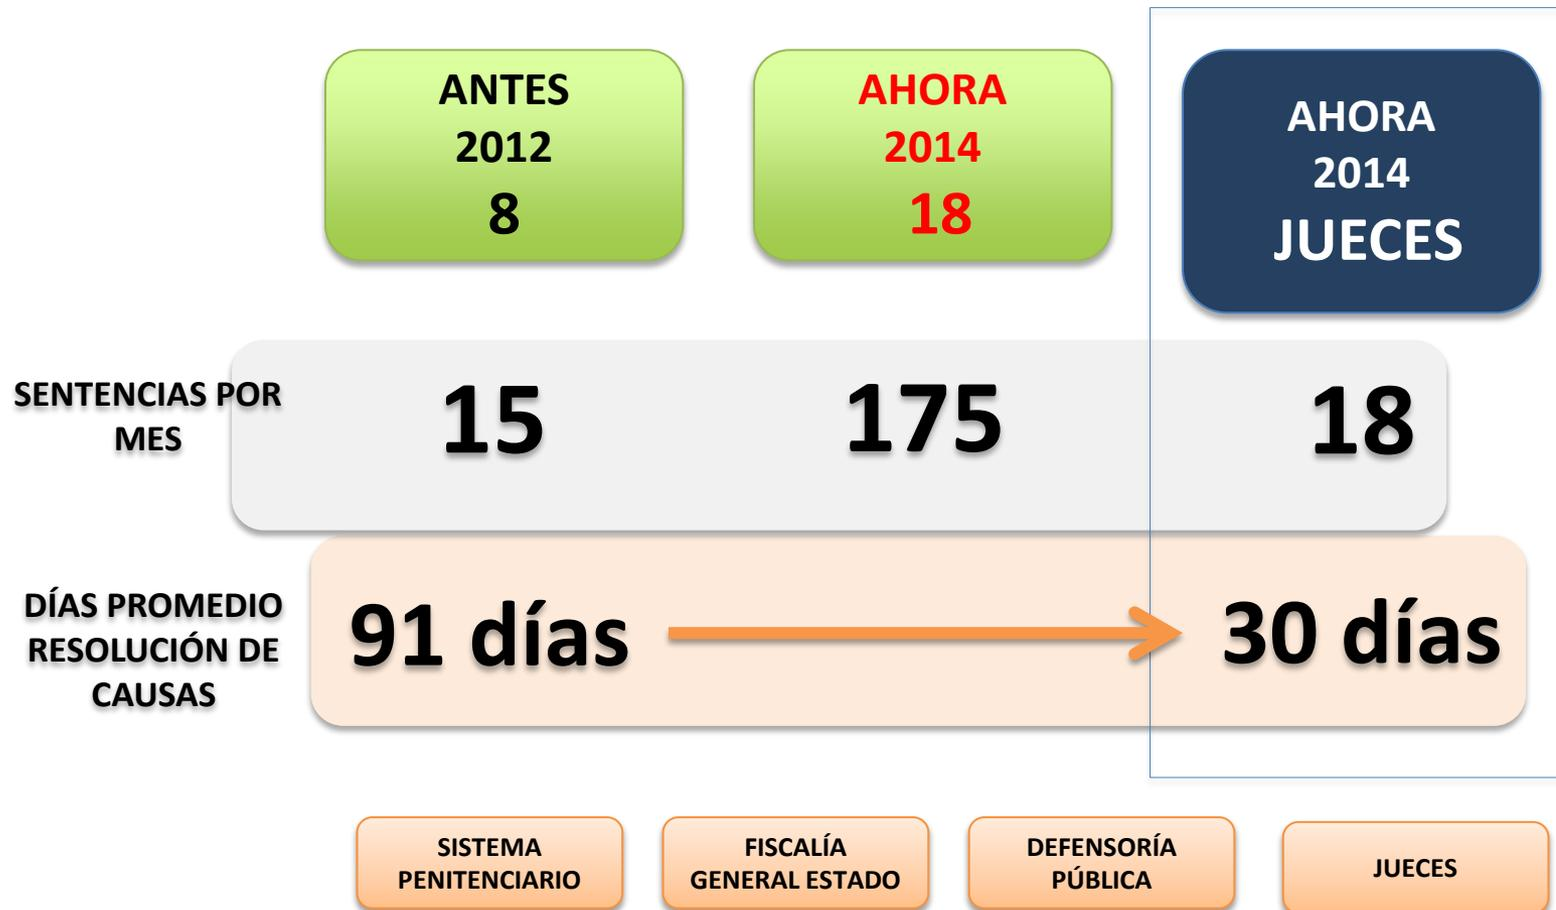 ANTES
2012
8
AHORA
2014
18
AHORA
2014
JUECES
SENTENCIAS POR
MES
15
175
18
DÍAS PROMEDIO
RESOLUCIÓN DE
CAUSAS
91 días
30 días
SISTEMA
PENITENCIARIO
FISCALÍA
GENERAL ESTADO
DEFENSORÍA
PÚBLICA
JUECES